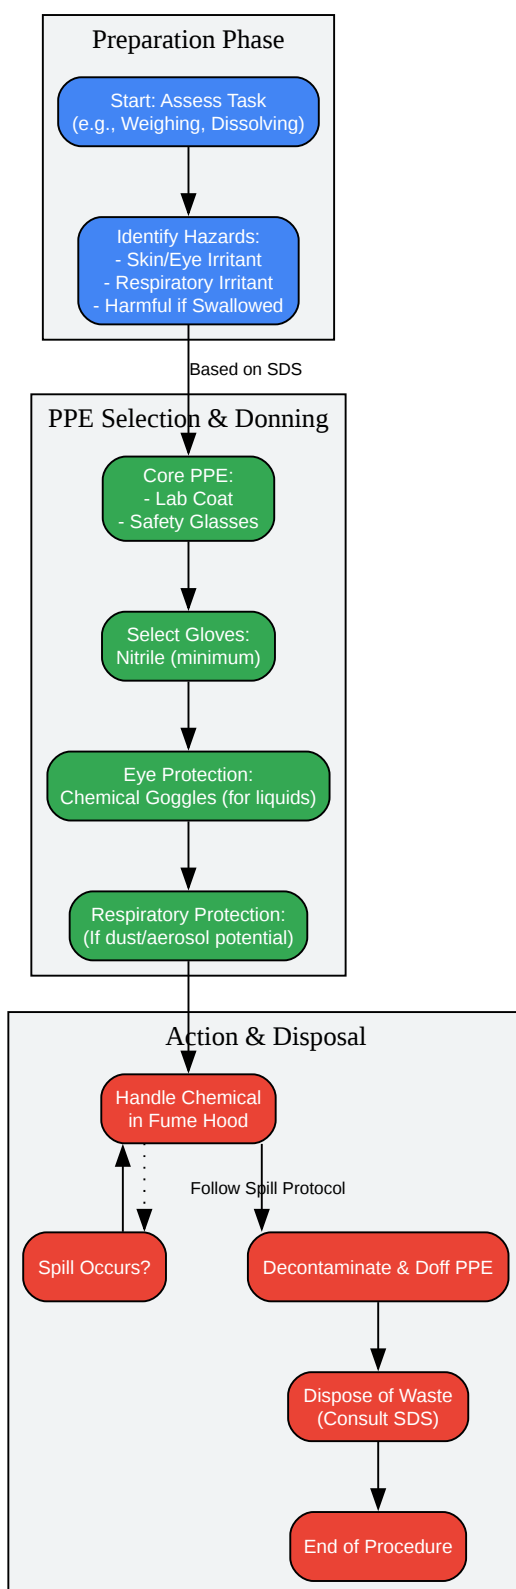 Preparation Phase
Start: Assess Task
(e.g., Weighing, Dissolving)
Identify Hazards:
- Skin/Eye Irritant
- Respiratory Irritant
- Harmful if Swallowed
Based on SDS
PPE Selection & Donning
Core PPE:
- Lab Coat
- Safety Glasses
Select Gloves:
Nitrile (minimum)
Eye Protection:
Chemical Goggles (for liquids)
Respiratory Protection:
(If dust/aerosol potential)
Action & Disposal
Handle Chemical
in Fume Hood
Follow Spill Protocol
Spill Occurs?
Decontaminate & Doff PPE
Dispose of Waste
(Consult SDS)
End of Procedure